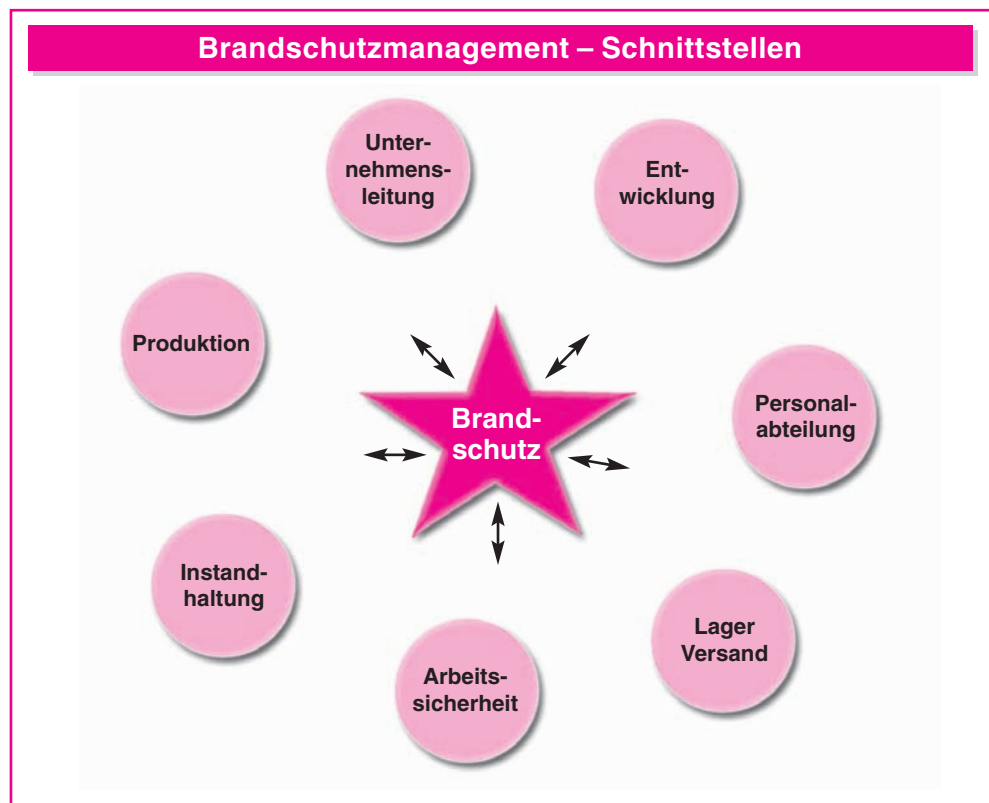 Brandschutzmanagement – Schnittstellen
Unter-
nehmens-
leitung
Ent-
wicklung
Produktion
Brand-
schutz
Personal-
abteilung
Instand-
haltung
Lager
Versand
Arbeits-
sicherheit